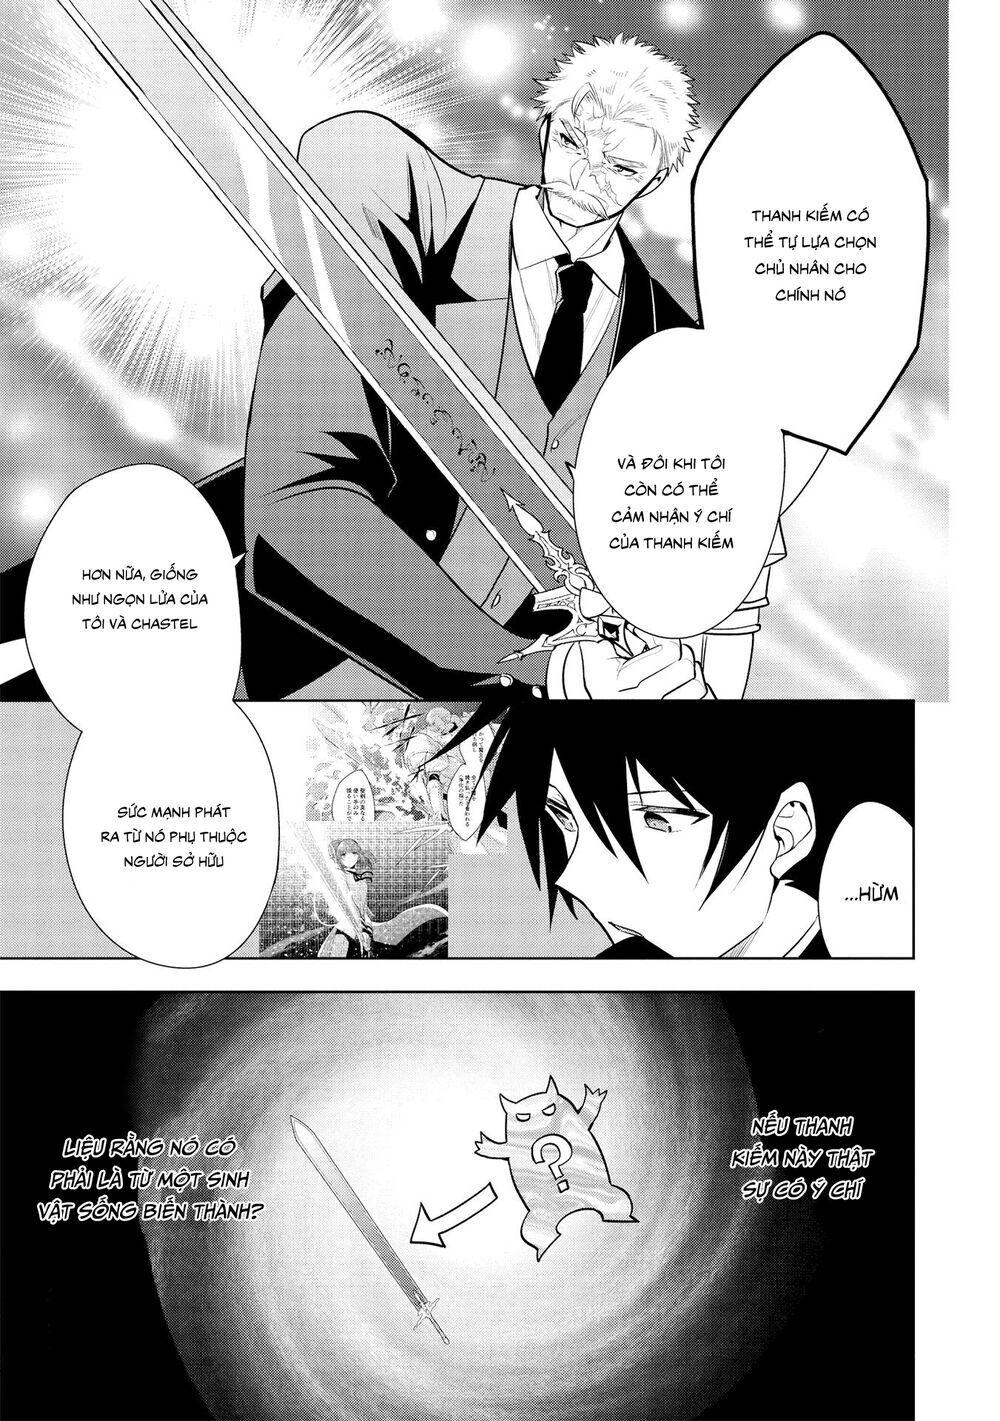 THANH KIẾM CÓ
THỂ TỰ LỰA CHỌN
CHỦ NHÂN CHO
CHÍNH NÓ
VÀ ĐÔI KHI TÔI
CÒN CÓ THỂ
CẢM NHẬN Ý CHÍ
CỦA THANH KIẾM
HƠN NỮA, GIỐNG
NHƯ NGỌN LỬA CỦA
TÔI VÀ CHASTEL
SỨC MẠNH PHÁT
RA TỪ NÓ PHỤ THUỘC
NGƯỜI SỞ HỮU
...HỪM
NẾU THANH
KIẾM NÀY THẬT
SỰ CÓ Ý CHÍ
?
LIỆU RẰNG NÓ CÓ
PHẢI LÀ TỪ MỘT SINH
VẬT SỐNG BIẾN THÀNH?